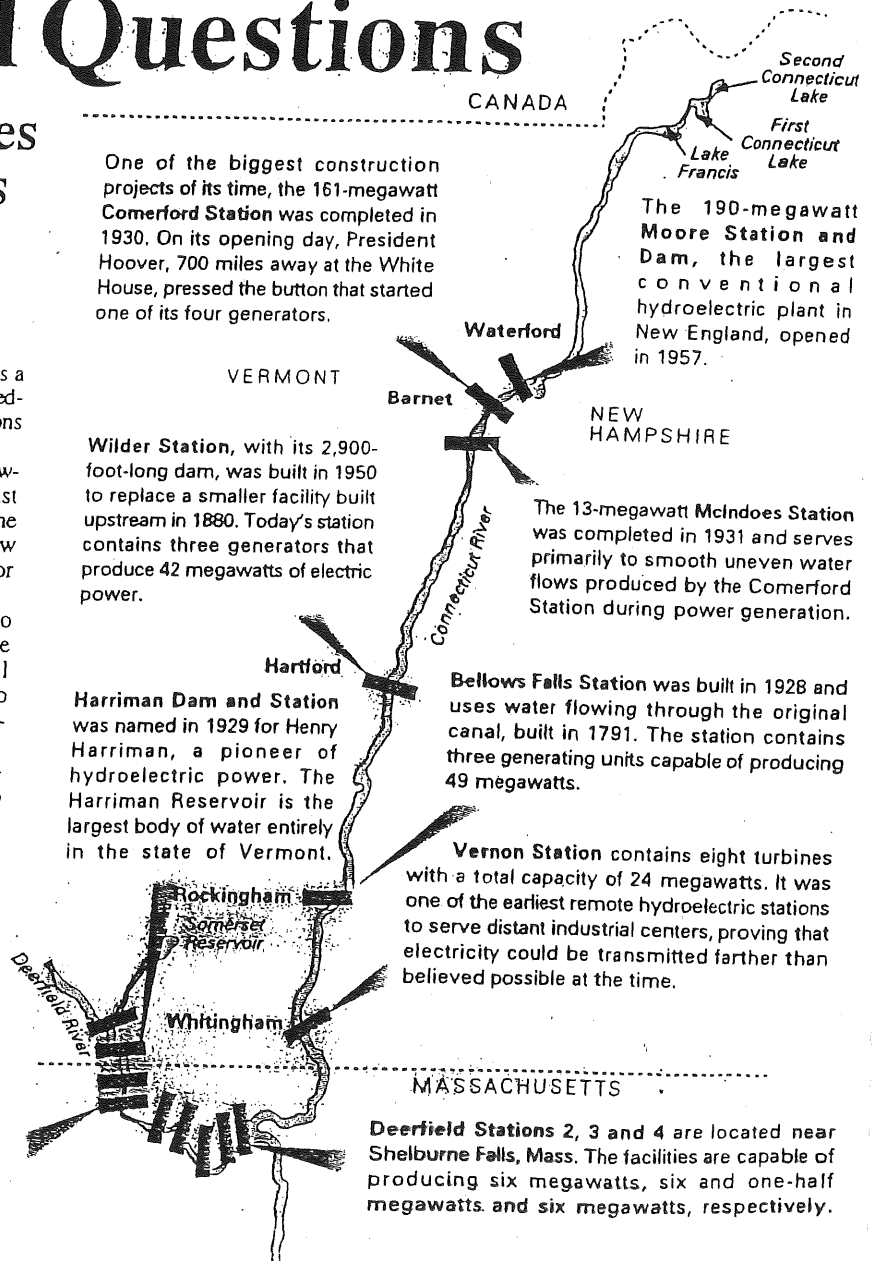 Questions
es
s
CANADA
Second
Connecticut
Lake
First
Connecticut
Lake
Lake
Francis
One of the biggest construction
projects of its time, the 161-megawatt
Comerford Station was completed in
1930. On its opening day, President
Hoover, 700 miles away at the White
House, pressed the button that started
one of its four generators.
The 190-megawatt
Moore Station and
Dam, the largest
conventional
hydroelectric plant in
New England, opened
in 1957.
Waterford
VERMONT
Barnet
NEW
HAMPSHIRE
s a
ed-
ons
w-
st
ne
w
or
o
e
l
o
Wilder Station, with its 2,900-
foot-long dam, was built in 1950
to replace a smaller facility built
upstream in 1880. Today's station
contains three generators that
produce 42 megawatts of electric
power.
Connecticut River
The 13-megawatt McIndoes Station
was completed in 1931 and serves
primarily to smooth uneven water
flows produced by the Comerford
Station during power generation.
Hartford
Harriman Dam and Station
was named in 1929 for Henry
Harriman, a pioneer of
hydroelectric power. The
Harriman Reservoir is the
largest body of water entirely
in the state of Vermont.
Bellows Falls Station was built in 1928 and
uses water flowing through the original
canal, built in 1791. The station contains
three generating units capable of producing
49 megawatts.
Vernon Station contains eight turbines
with a total capacity of 24 megawatts. It was
one of the earliest remote hydroelectric stations
to serve distant industrial centers, proving that
electricity could be transmitted farther than
believed possible at the time.
Rockingham
Somerset
Reservoir
Deerfield River
Whitingham
MASSACHUSETTS
Deerfield Stations 2, 3 and 4 are located near
Shelburne Falls, Mass. The facilities are capable of
producing six megawatts, six and one-half
megawatts and six megawatts, respectively.